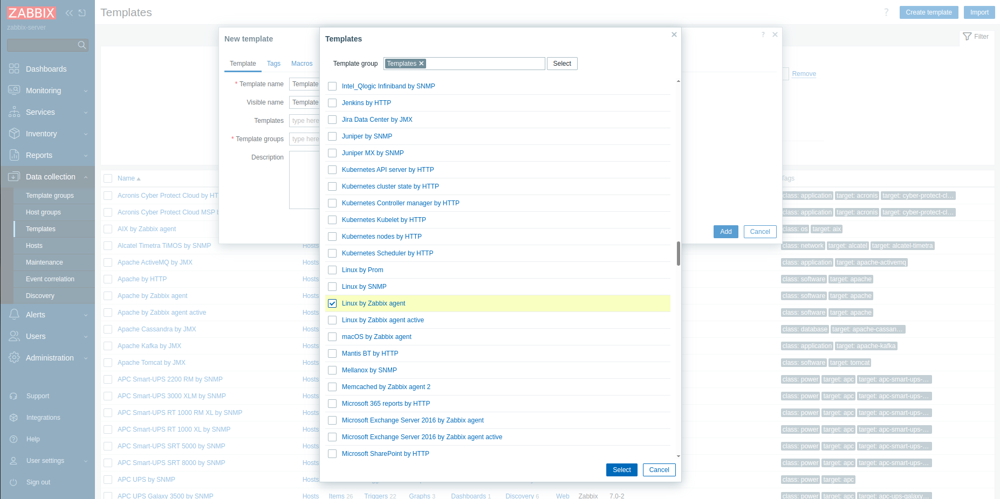 ZABBIX
zabbix-server
Dashboards
Monitoring
Services
Inventory
Reports
Data collection
Template groups
Host groups
Templates
Hosts
Maintenance
Event correlation
Discovery
Alerts
Users
Administration
Support
Integrations
Help
User settings
Sign out
Templates
? Create template Import
Filter
Remove
New template
?
Template Tags Macros
* Template name Template
Visible name Template
Templates type here
* Template groups type here
Description
Add Cancel
Templates
Template group Templates Select
Intel_Qlogic Infiniband by SNMP
Jenkins by HTTP
Jira Data Center by JMX
Juniper by SNMP
Juniper MX by SNMP
Kubernetes API server by HTTP
Kubernetes cluster state by HTTP
Kubernetes Controller manager by HTTP
Kubernetes Kubelet by HTTP
Kubernetes nodes by HTTP
Kubernetes Scheduler by HTTP
Linux by Prom
Linux by SNMP
Linux by Zabbix agent
Linux by Zabbix agent active
macOS by Zabbix agent
Mantis BT by HTTP
Mellanox by SNMP
Memcached by Zabbix agent 2
Microsoft 365 reports by HTTP
Microsoft Exchange Server 2016 by Zabbix agent
Microsoft Exchange Server 2016 by Zabbix agent active
Microsoft SharePoint by HTTP
Select Cancel
Name Tags
Acronis Cyber Protect Cloud by HT class: application target: acronis target: cyber-protect-cl...
Acronis Cyber Protect Cloud MSP class: application target: acronis target: cyber-protect-cl...
AIX by Zabbix agent class: os target: aix
Alcatel Timetra TiMOS by SNMP Hosts class: network target: alcatel target: alcatel-timetra
Apache ActiveMQ by JMX Hosts class: application target: apache-activemq
Apache by HTTP Hosts class: software target: apache
Apache by Zabbix agent Hosts class: software target: apache
Apache by Zabbix agent active Hosts class: software target: apache
Apache Cassandra by JMX Hosts class: database target: apache-cassan...
Apache Kafka by JMX Hosts class: application target: apache-kafka
Apache Tomcat by JMX Hosts class: software target: tomcat
APC Smart-UPS 2200 RM by SNMP Hosts class: power target: apc target: apc-smart-ups-...
APC Smart-UPS 3000 XLM by SNMP Hosts class: power target: apc target: apc-smart-ups-...
APC Smart-UPS RT 1000 RM XL by SNMP Hosts class: power target: apc target: apc-smart-ups-...
APC Smart-UPS RT 1000 XL by SNMP Hosts class: power target: apc target: apc-smart-ups-...
APC Smart-UPS SRT 5000 by SNMP Hosts class: power target: apc target: apc-smart-ups-...
APC Smart-UPS SRT 8000 by SNMP Hosts class: power target: apc target: apc-smart-ups-...
APC UPS by SNMP Hosts class: power target: apc
APC UPS Galaxy 3500 by SNMP Hosts Items 26 Triggers 22 Graphs 3 Dashboards 1 Discovery 6 Web Zabbix 7.0-2 class: power target: apc target: apc-ups-galaxy...